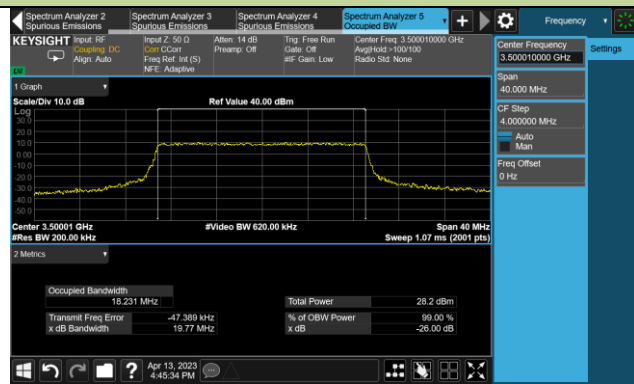 Spectrum Analyzer 2
Spurious Emissions
Spectrum Analyzer 3
Spurious Emissions
Spectrum Analyzer 4
Spurious Emissions
Spectrum Analyzer 5
Occupied BW
+
Frequency
KEYSIGHT
Input: RF
Coupling: DC
Align: Auto
Input Z: 50 Ω
Corr CCorr
Freq Ref: Int (S)
NFE: Adaptive
Atten: 14 dB
Preamp: Off
Trig: Free Run
Gate: Off
#IF Gain: Low
Center Freq: 3.500010000 GHz
Avg|Hold:>100/100
Radio Std: None
Center Frequency
3.500010000 GHz
Settings
Span
40.000 MHz
CF Step
4.000000 MHz
Auto
Man
Freq Offset
0 Hz
1 Graph
Scale/Div 10.0 dB
Ref Value 40.00 dBm
Log
30.0
20.0
10.0
0.00
-10.0
-20.0
-30.0
-40.0
-50.0
Center 3.50001 GHz
#Video BW 620.00 kHz
Span 40 MHz
#Res BW 200.00 kHz
Sweep 1.07 ms (2001 pts)
2 Metrics
Occupied Bandwidth
18.231 MHz
Total Power
28.2 dBm
Transmit Freq Error
-47.389 kHz
% of OBW Power
99.00 %
x dB Bandwidth
19.77 MHz
x dB
-26.00 dB
?
Apr 13, 2023
4:45:34 PM